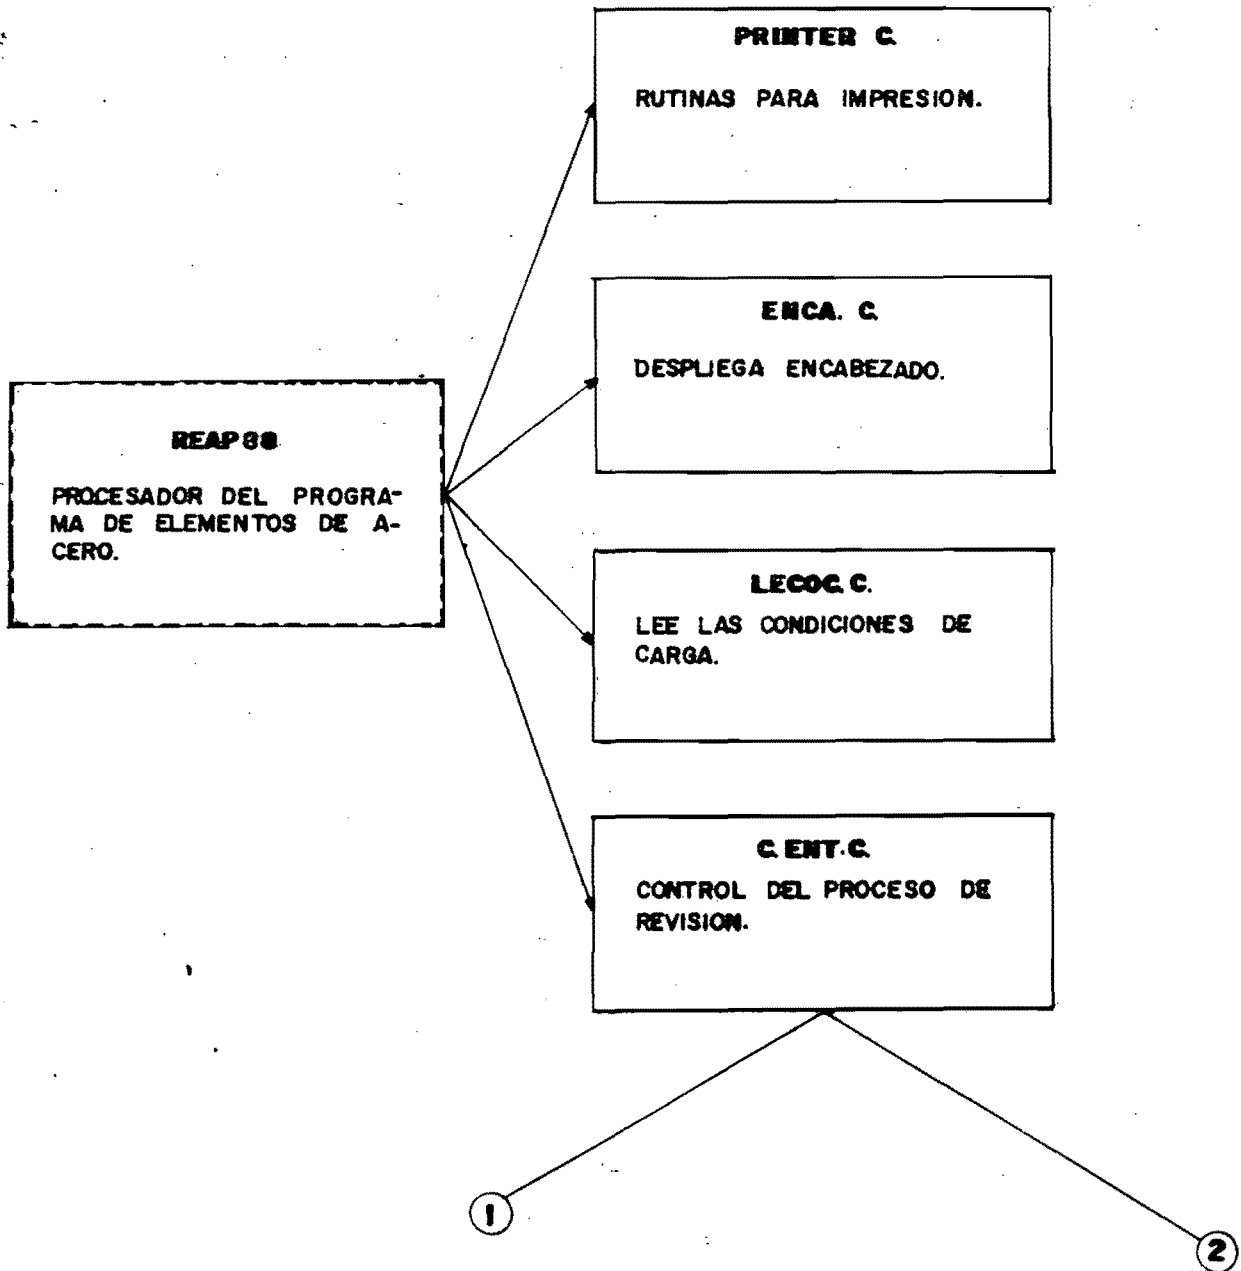 PRINTER C.
RUTINAS PARA IMPRESION.
ENCA. C.
DESPLIEGA ENCABEZADO.
PROCESADOR DEL PROGRA-
MA DE ELEMENTOS DE A-
CERO.
LECOC. C.
LEE LAS CONDICIONES DE
CARGA.
C. ENT. C.
CONTROL DEL PROCESO DE
REVISION.
1
2